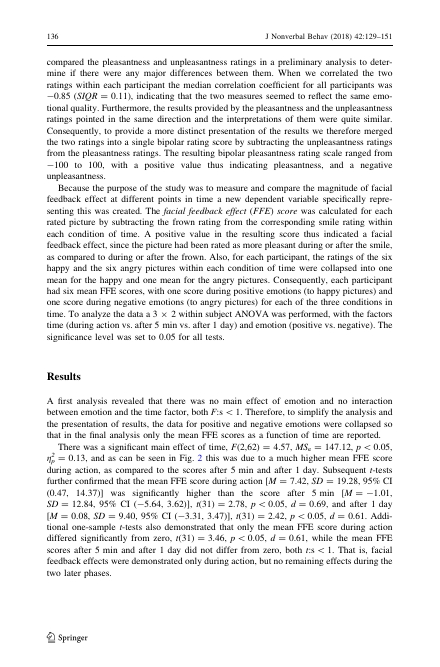 136 J Nonverbal Behav (2018) 42:129–151
compared the pleasantness and unpleasantness ratings in a preliminary analysis to deter-
mine if there were any major differences between them. When we correlated the two
ratings within each participant the median correlation coefficient for all participants was
−0.85 (SIQR = 0.11), indicating that the two measures seemed to reflect the same emo-
tional quality. Furthermore, the results provided by the pleasantness and the unpleasantness
ratings pointed in the same direction and the interpretations of them were quite similar.
Consequently, to provide a more distinct presentation of the results we therefore merged
the two ratings into a single bipolar rating score by subtracting the unpleasantness ratings
from the pleasantness ratings. The resulting bipolar pleasantness rating scale ranged from
−100 to 100, with a positive value thus indicating pleasantness, and a negative
unpleasantness.
Because the purpose of the study was to measure and compare the magnitude of facial
feedback effect at different points in time a new dependent variable specifically repre-
senting this was created. The facial feedback effect (FFE) score was calculated for each
rated picture by subtracting the frown rating from the corresponding smile rating within
each condition of time. A positive value in the resulting score thus indicated a facial
feedback effect, since the picture had been rated as more pleasant during or after the smile,
as compared to during or after the frown. Also, for each participant, the ratings of the six
happy and the six angry pictures within each condition of time were collapsed into one
mean for the happy and one mean for the angry pictures. Consequently, each participant
had six mean FFE scores, with one score during positive emotions (to happy pictures) and
one score during negative emotions (to angry pictures) for each of the three conditions in
time. To analyze the data a 3 × 2 within subject ANOVA was performed, with the factors
time (during action vs. after 5 min vs. after 1 day) and emotion (positive vs. negative). The
significance level was set to 0.05 for all tests.
Results
A first analysis revealed that there was no main effect of emotion and no interaction
between emotion and the time factor, both F:s < 1. Therefore, to simplify the analysis and
the presentation of results, the data for positive and negative emotions were collapsed so
that in the final analysis only the mean FFE scores as a function of time are reported.
There was a significant main effect of time, F(2,62) = 4.57, MSe = 147.12, p < 0.05,
η²p = 0.13, and as can be seen in Fig. 2 this was due to a much higher mean FFE score
during action, as compared to the scores after 5 min and after 1 day. Subsequent t-tests
further confirmed that the mean FFE score during action [M = 7.42, SD = 19.28, 95% CI
(0.47, 14.37)] was significantly higher than the score after 5 min [M = −1.01,
SD = 12.84, 95% CI (−5.64, 3.62)], t(31) = 2.78, p < 0.05, d = 0.69, and after 1 day
[M = 0.08, SD = 9.40, 95% CI (−3.31, 3.47)], t(31) = 2.42, p < 0.05, d = 0.61. Addi-
tional one-sample t-tests also demonstrated that only the mean FFE score during action
differed significantly from zero, t(31) = 3.46, p < 0.05, d = 0.61, while the mean FFE
scores after 5 min and after 1 day did not differ from zero, both t:s < 1. That is, facial
feedback effects were demonstrated only during action, but no remaining effects during the
two later phases.
Springer